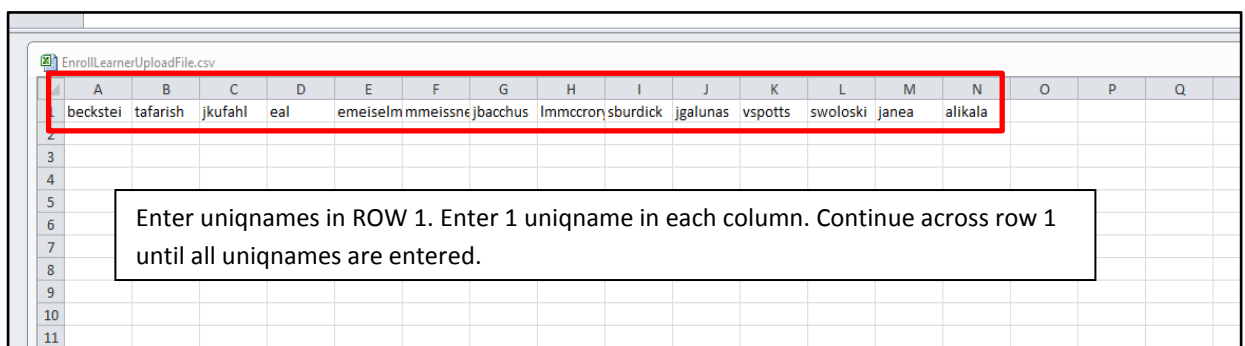 EnrollLearnerUploadFile.csv
A B C D E F G H I J K L M N O P Q
1 beckstei tafarish jkufahl eal emeiselm mmeissne jbacchus lmmccron sburdick jgalunas vspotts swoloski janea alikala
2
3
4
5
Enter uniqnames in ROW 1. Enter 1 uniqname in each column. Continue across row 1
6
7
until all uniqnames are entered.
8
9
10
11